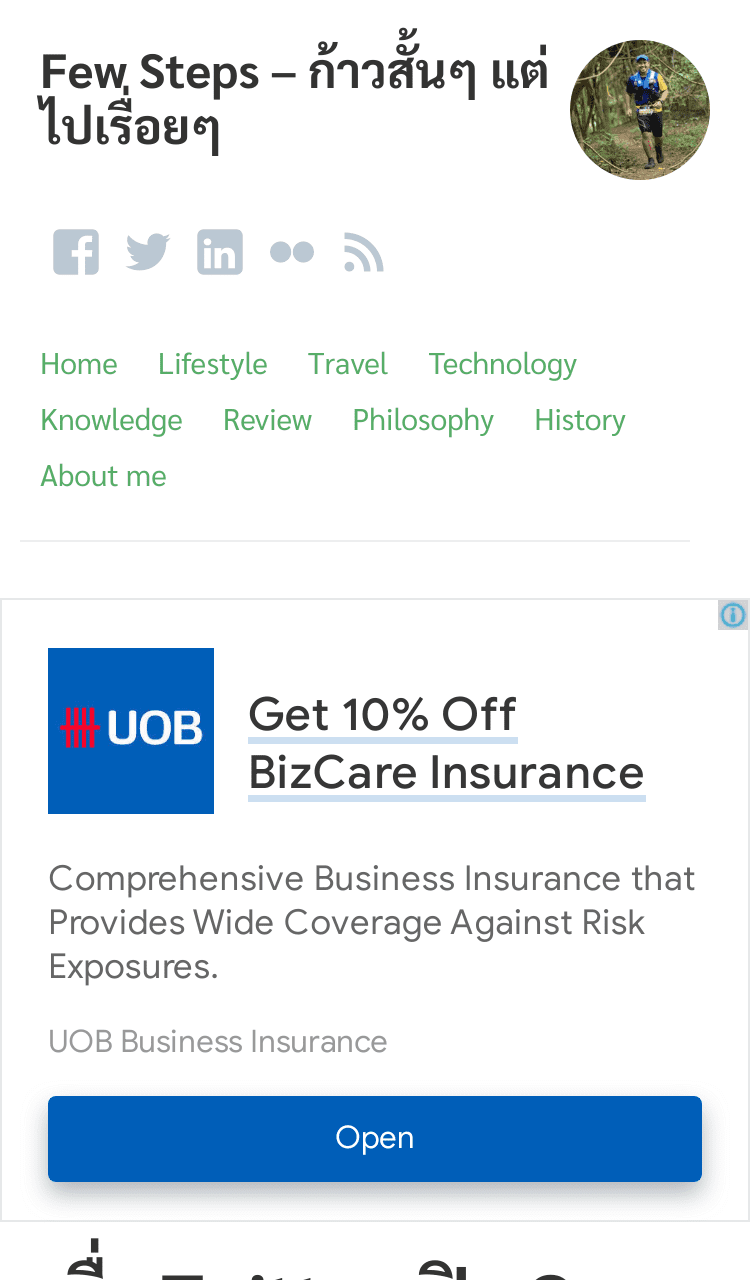 Few Steps – ก้าวสั้นๆ แต่
ไปเรื่อยๆ
Home Lifestyle Travel Technology
Knowledge Review Philosophy History
About me
UOB
Get 10% Off
BizCare Insurance
Comprehensive Business Insurance that
Provides Wide Coverage Against Risk
Exposures.
UOB Business Insurance
Open